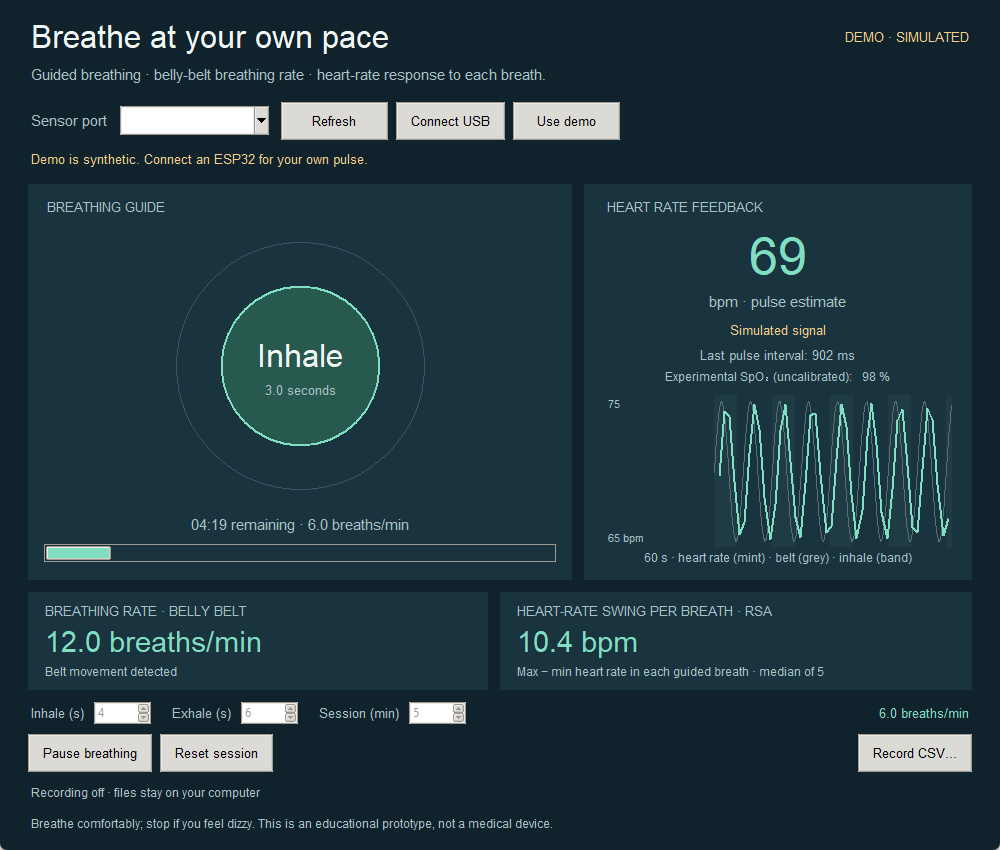 Breathe at your own pace
DEMO · SIMULATED
Guided breathing · belly-belt breathing rate · heart-rate response to each breath.
Sensor port
Refresh
Connect USB
Use demo
Demo is synthetic. Connect an ESP32 for your own pulse.
BREATHING GUIDE
Inhale
3.0 seconds
04:19 remaining · 6.0 breaths/min
HEART RATE FEEDBACK
69
bpm · pulse estimate
Simulated signal
Last pulse interval: 902 ms
Experimental SpO₂ (uncalibrated): 98 %
75
65 bpm
60 s · heart rate (mint) · belt (grey) · inhale (band)
BREATHING RATE · BELLY BELT
12.0 breaths/min
Belt movement detected
HEART-RATE SWING PER BREATH · RSA
10.4 bpm
Max − min heart rate in each guided breath · median of 5
Inhale (s) 4 Exhale (s) 6 Session (min) 5
6.0 breaths/min
Pause breathing
Reset session
Record CSV...
Recording off · files stay on your computer
Breathe comfortably; stop if you feel dizzy. This is an educational prototype, not a medical device.